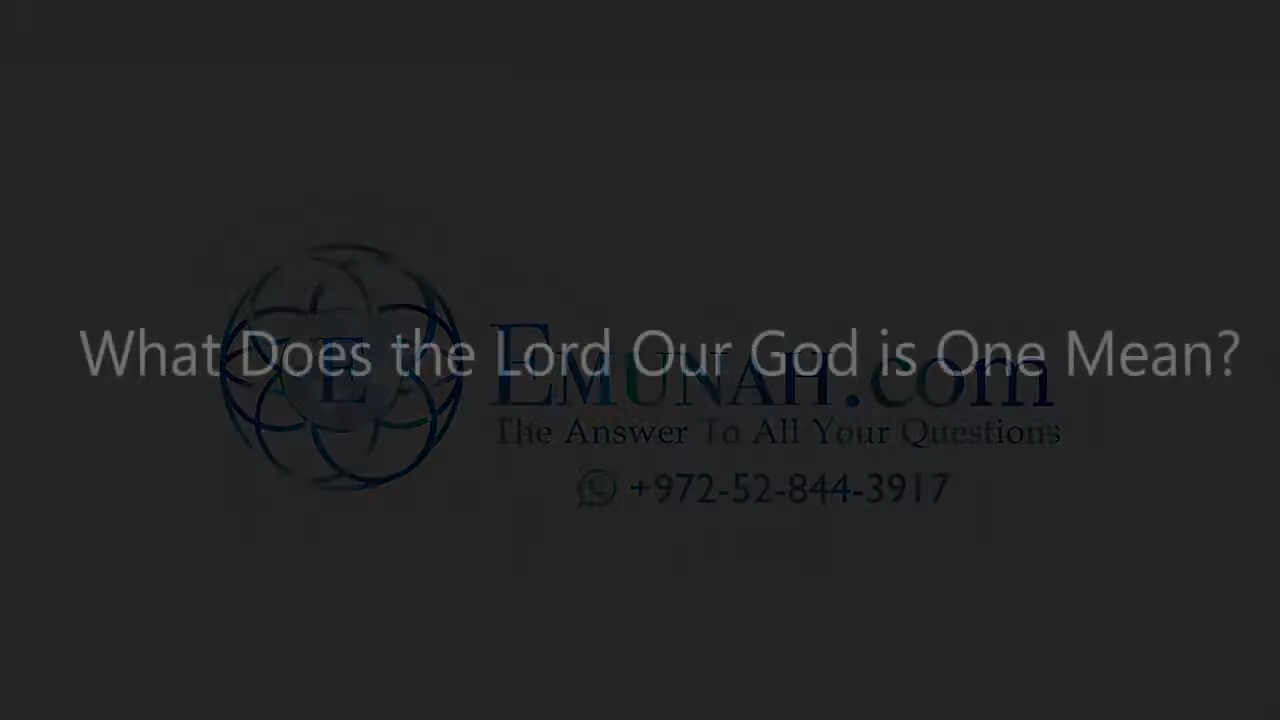 What Does the Lord Our God is One Mean?
E
EMUNAH.com
The Answer To All Your Questions
+972-52-844-3917